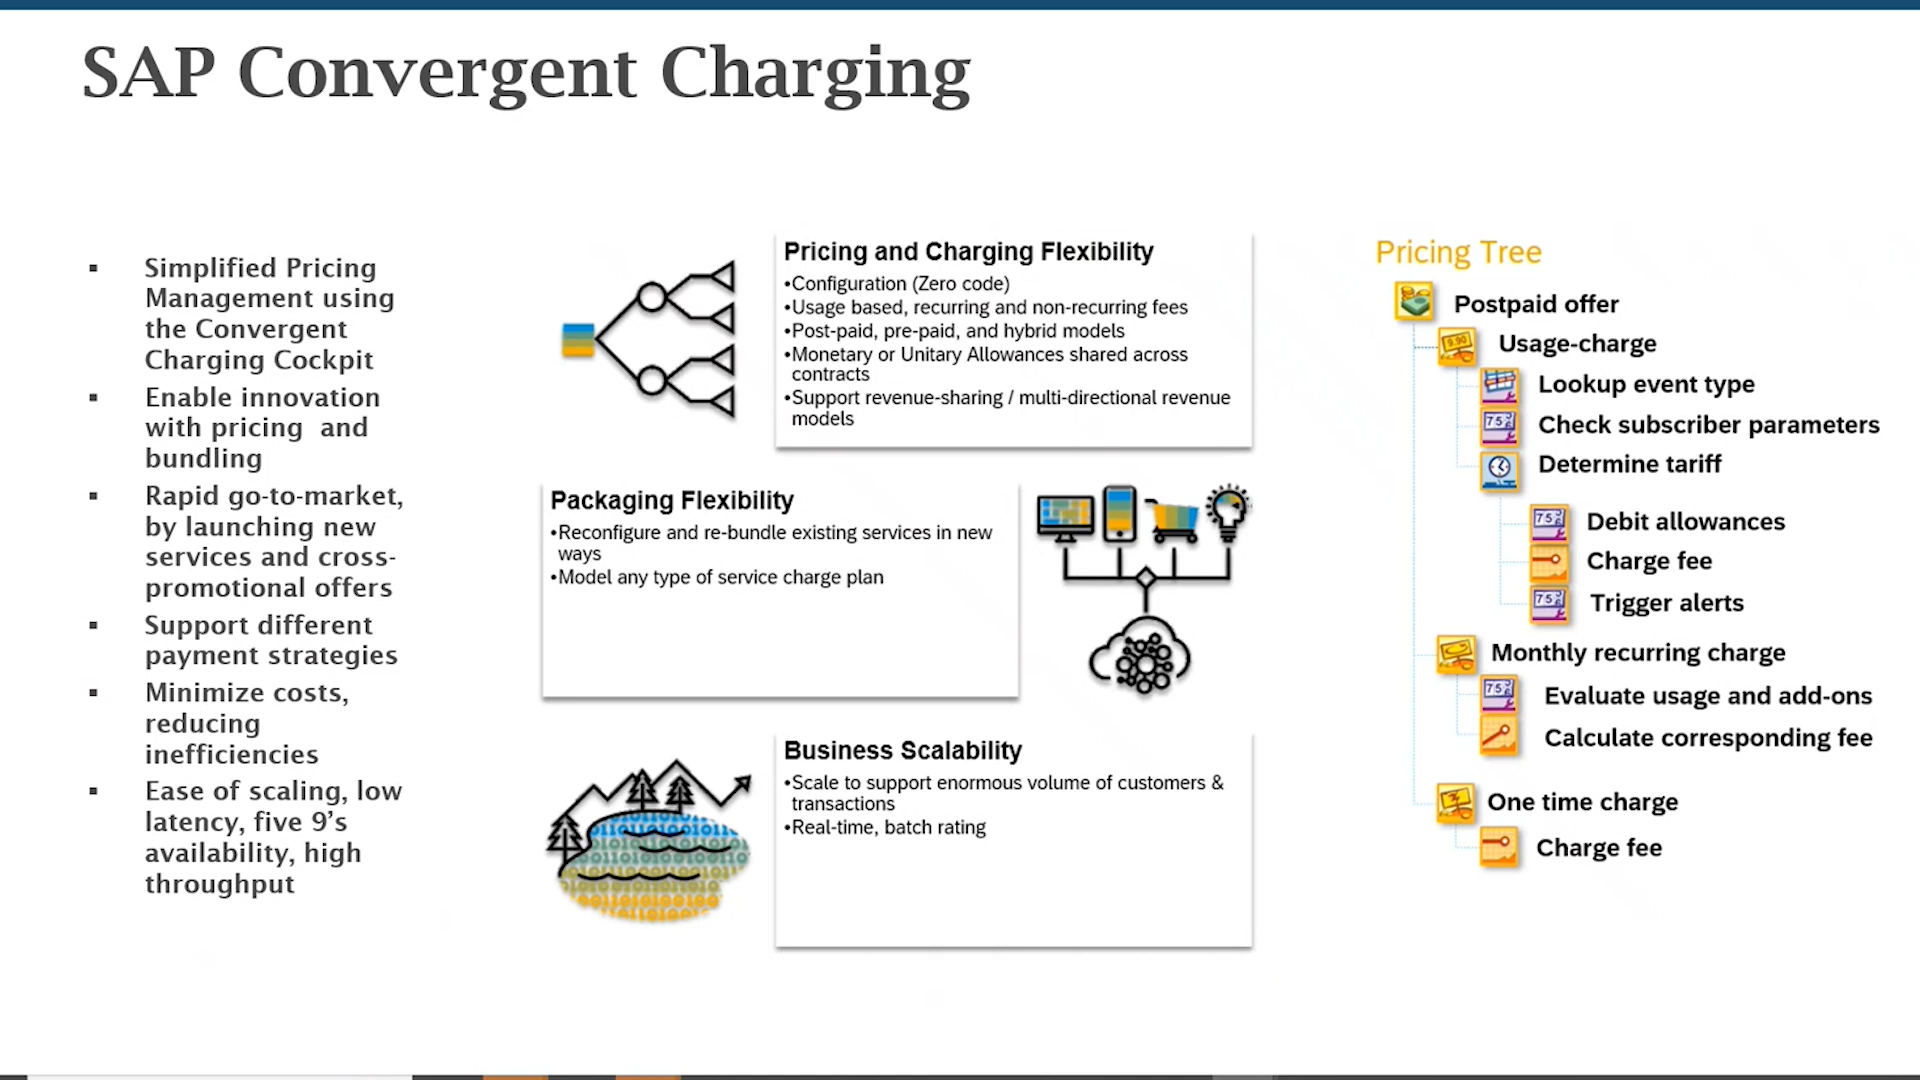 SAP Convergent Charging
▪ Simplified Pricing
Management using
the Convergent
Charging Cockpit
▪ Enable innovation
with pricing and
bundling
▪ Rapid go-to-market,
by launching new
services and cross-
promotional offers
▪ Support different
payment strategies
▪ Minimize costs,
reducing
inefficiencies
▪ Ease of scaling, low
latency, five 9’s
availability, high
throughput
Pricing and Charging Flexibility
•Configuration (Zero code)
•Usage based, recurring and non-recurring fees
•Post-paid, pre-paid, and hybrid models
•Monetary or Unitary Allowances shared across
contracts
•Support revenue-sharing / multi-directional revenue
models
Packaging Flexibility
•Reconfigure and re-bundle existing services in new
ways
•Model any type of service charge plan
Business Scalability
•Scale to support enormous volume of customers &
transactions
•Real-time, batch rating
Pricing Tree
Postpaid offer
Usage-charge
Lookup event type
Check subscriber parameters
Determine tariff
Debit allowances
Charge fee
Trigger alerts
Monthly recurring charge
Evaluate usage and add-ons
Calculate corresponding fee
One time charge
Charge fee